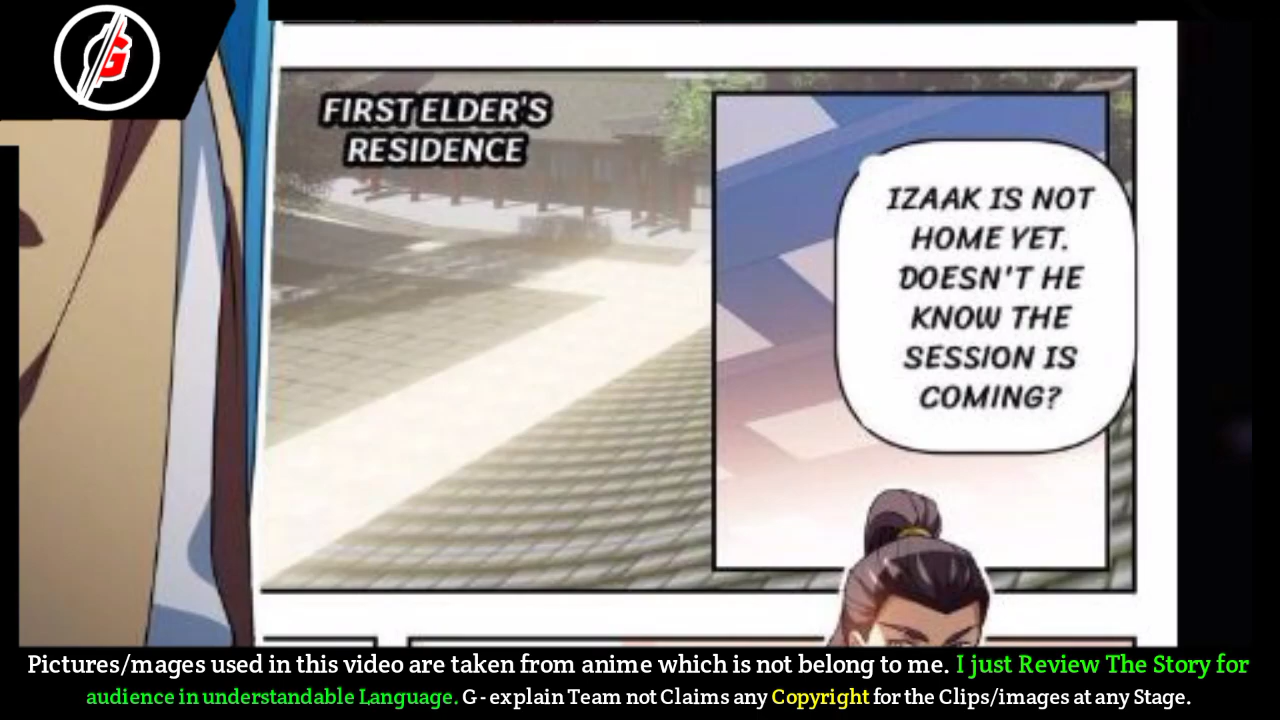 G
FIRST ELDER'S
RESIDENCE
IZAAK IS NOT
HOME YET.
DOESN'T HE
KNOW THE
SESSION IS
COMING?
Pictures/mages used in this video are taken from anime which is not belong to me. I just Review The Story for
audience in understandable Language. G - explain Team not Claims any Copyright for the Clips/images at any Stage.